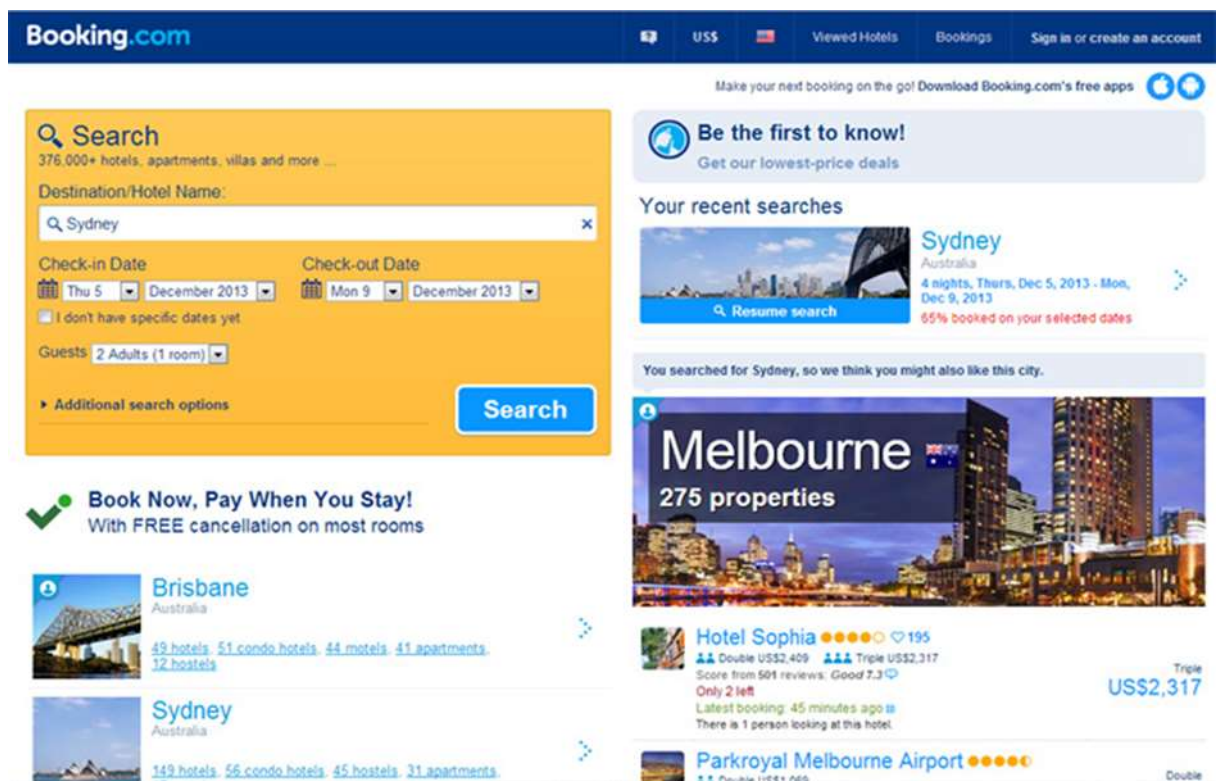 Booking.com
US$
Viewed Hotels
Bookings
Sign in or create an account
Make your next booking on the go! Download Booking.com's free apps
Search
376,000+ hotels, apartments, villas and more ...
Destination/Hotel Name:
Sydney
Check-in Date
Check-out Date
Thu 5
December 2013
Mon 9
December 2013
I don't have specific dates yet
Guests 2 Adults (1 room)
Additional search options
Search
Book Now, Pay When You Stay!
With FREE cancellation on most rooms
Brisbane
Australia
49 hotels, 51 condo hotels, 44 motels, 41 apartments,
12 hostels
Sydney
Australia
149 hotels, 56 condo hotels, 45 hostels, 31 apartments,
Be the first to know!
Get our lowest-price deals
Your recent searches
Resume search
Sydney
Australia
4 nights, Thurs, Dec 5, 2013 - Mon,
Dec 9, 2013
65% booked on your selected dates
You searched for Sydney, so we think you might also like this city.
Melbourne
275 properties
Hotel Sophia 195
Double US$2,409 Triple US$2,317
Score from 501 reviews: Good 7.3
Only 2 left
Latest booking: 45 minutes ago
There is 1 person looking at this hotel.
Triple
US$2,317
Parkroyal Melbourne Airport
Double US$1,069
Double